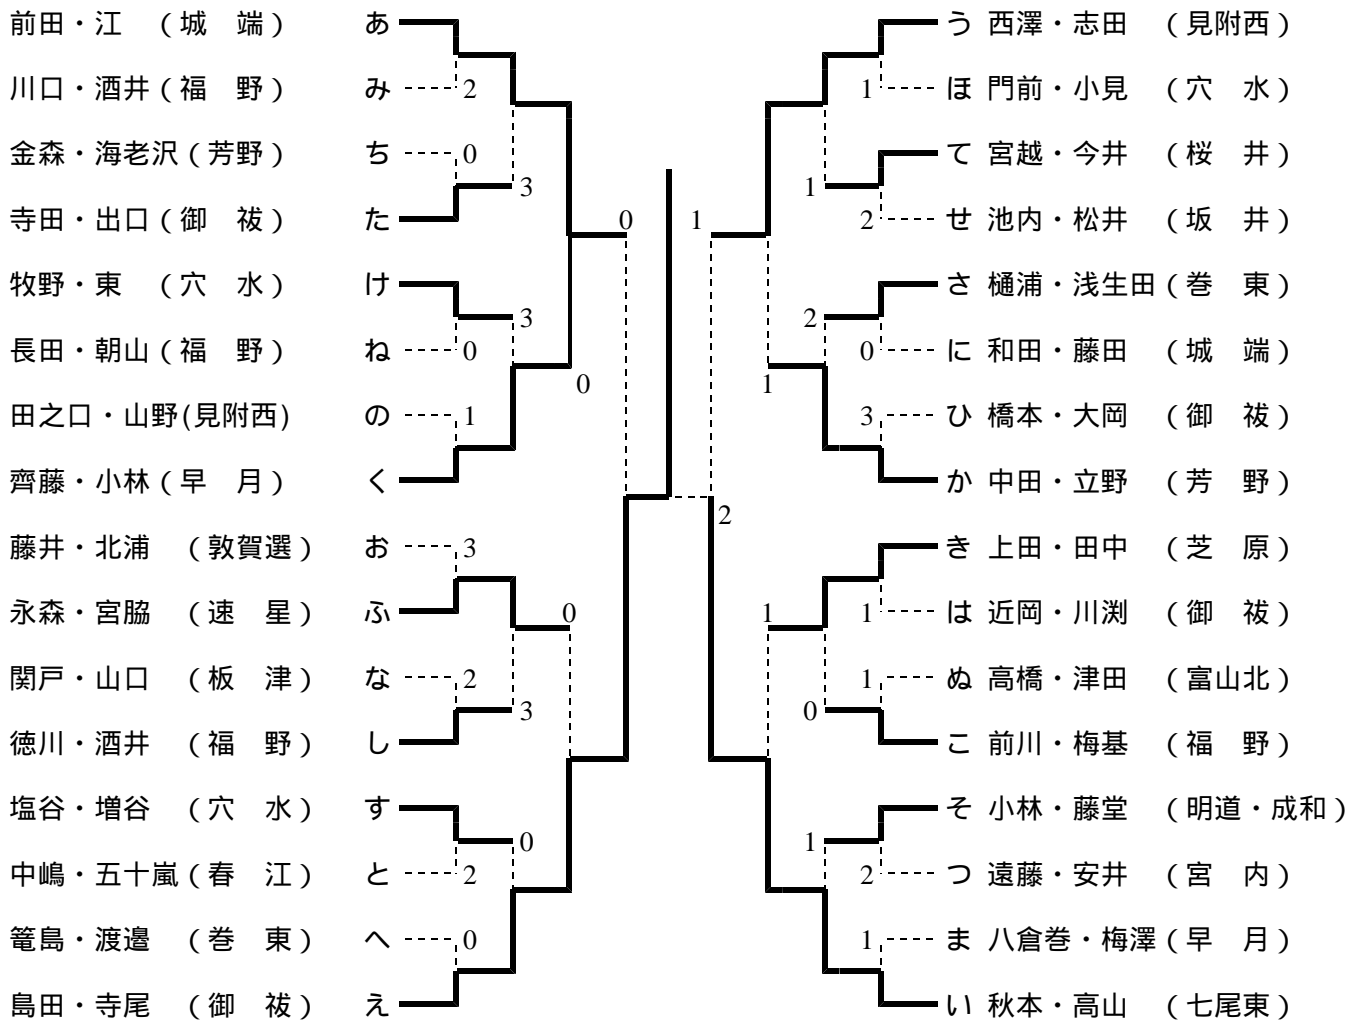 前田・江 （城 端） あ
川口・酒井（福 野） み 2
金森・海老沢（芳野） ち 0
3
寺田・出口（御 祓） た
0
牧野・東 （穴 水） け
3
長田・朝山（福 野） ね 0
0
田之口・山野(見附西) の 1
齊藤・小林（早 月） く
藤井・北浦 （敦賀選） お 3
永森・宮脇 （速 星） ふ
0
関戸・山口 （板 津） な 2
3
徳川・酒井 （福 野） し
塩谷・増谷 （穴 水） す
0
中嶋・五十嵐（春 江） と 2
篭島・渡邉 （巻 東） へ 0
島田・寺尾 （御 祓） え
う 西澤・志田 （見附西）
1 ほ 門前・小見 （穴 水）
て 宮越・今井 （桜 井）
1
2 せ 池内・松井 （坂 井）
1
さ 樋浦・浅生田（巻 東）
2
0 に 和田・藤田 （城 端）
1
3 ひ 橋本・大岡 （御 祓）
か 中田・立野 （芳 野）
2
き 上田・田中 （芝 原）
1 は 近岡・川渕 （御 祓）
1
1 ぬ 高橋・津田 （富山北）
0
こ 前川・梅基 （福 野）
そ 小林・藤堂 （明道・成和）
1
2 つ 遠藤・安井 （宮 内）
1 ま 八倉巻・梅澤（早 月）
い 秋本・高山 （七尾東）